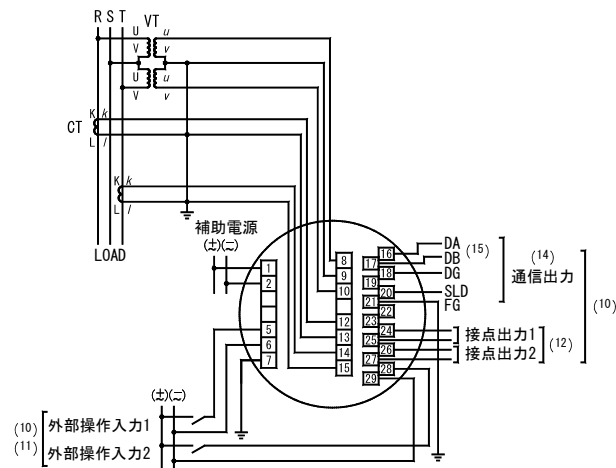 R S T
VT
U u
V v
U u
V v
K k
CT
L l
K k
L l
LOAD
補助電源
(±)(=)
1
2
5
6
7
8
9
10
12
13
14
15
16
17
18
19
20
21
22
23
24
25
26
27
28
29
DA
DB (15)
DG
SLD
FG
(14)
通信出力
(10)
接点出力1
接点出力2
(12)
(±)(=)
(10)
(11)
外部操作入力1
外部操作入力2